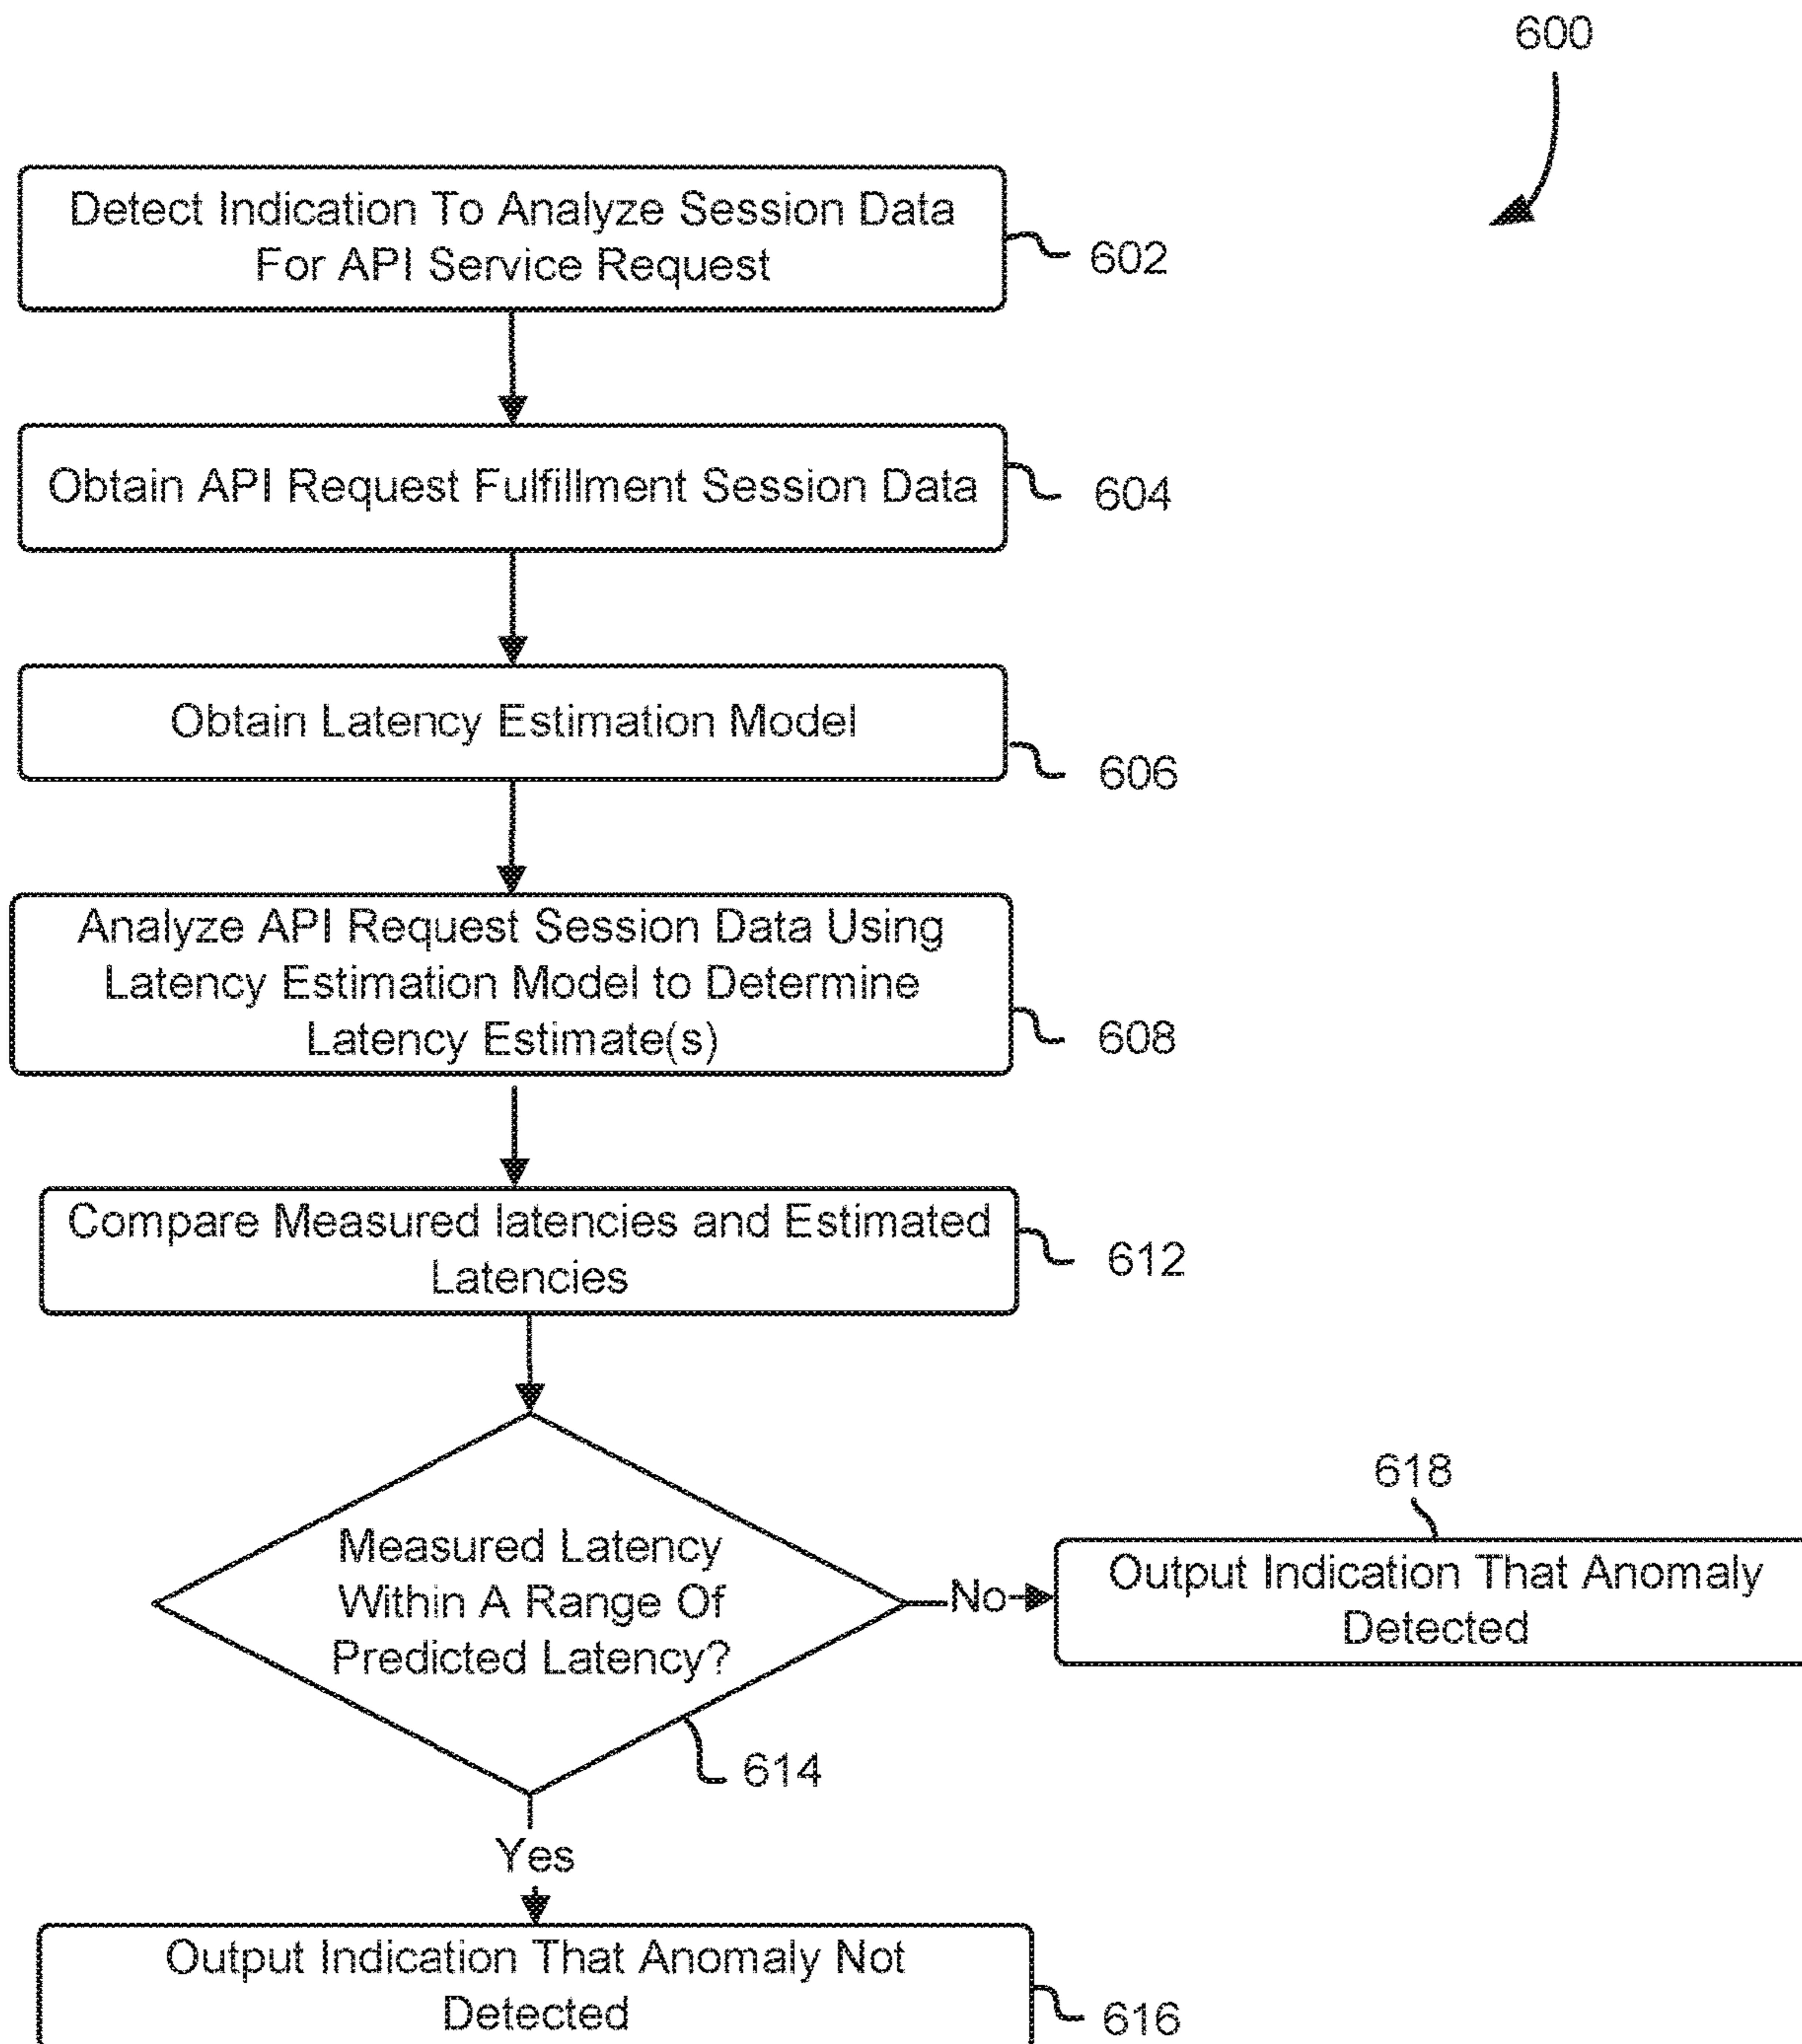 600
Detect Indication To Analyze Session Data
For API Service Request
602
Obtain API Request Fulfillment Session Data
604
Obtain Latency Estimation Model
606
Analyze API Request Session Data Using
Latency Estimation Model to Determine
Latency Estimate(s)
608
Compare Measured latencies and Estimated
Latencies
612
Measured Latency
Within A Range Of
Predicted Latency?
614
No
618
Output Indication That Anomaly
Detected
Yes
Output Indication That Anomaly Not
Detected
616